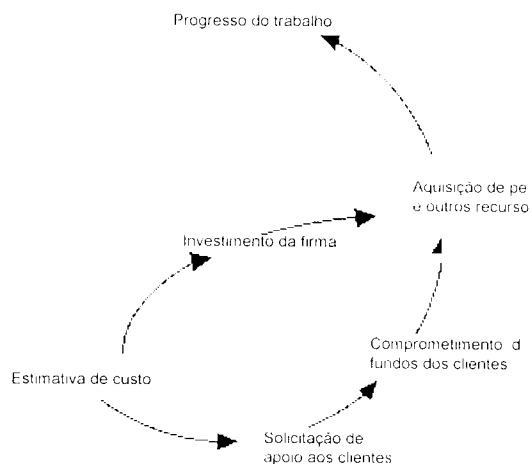 Progresso do trabalho
Aquisição de pe
e outros recurso
Investimento da firma
Comprometimento d
fundos dos clientes
Estimativa de custo
Solicitação de
apoio aos clientes